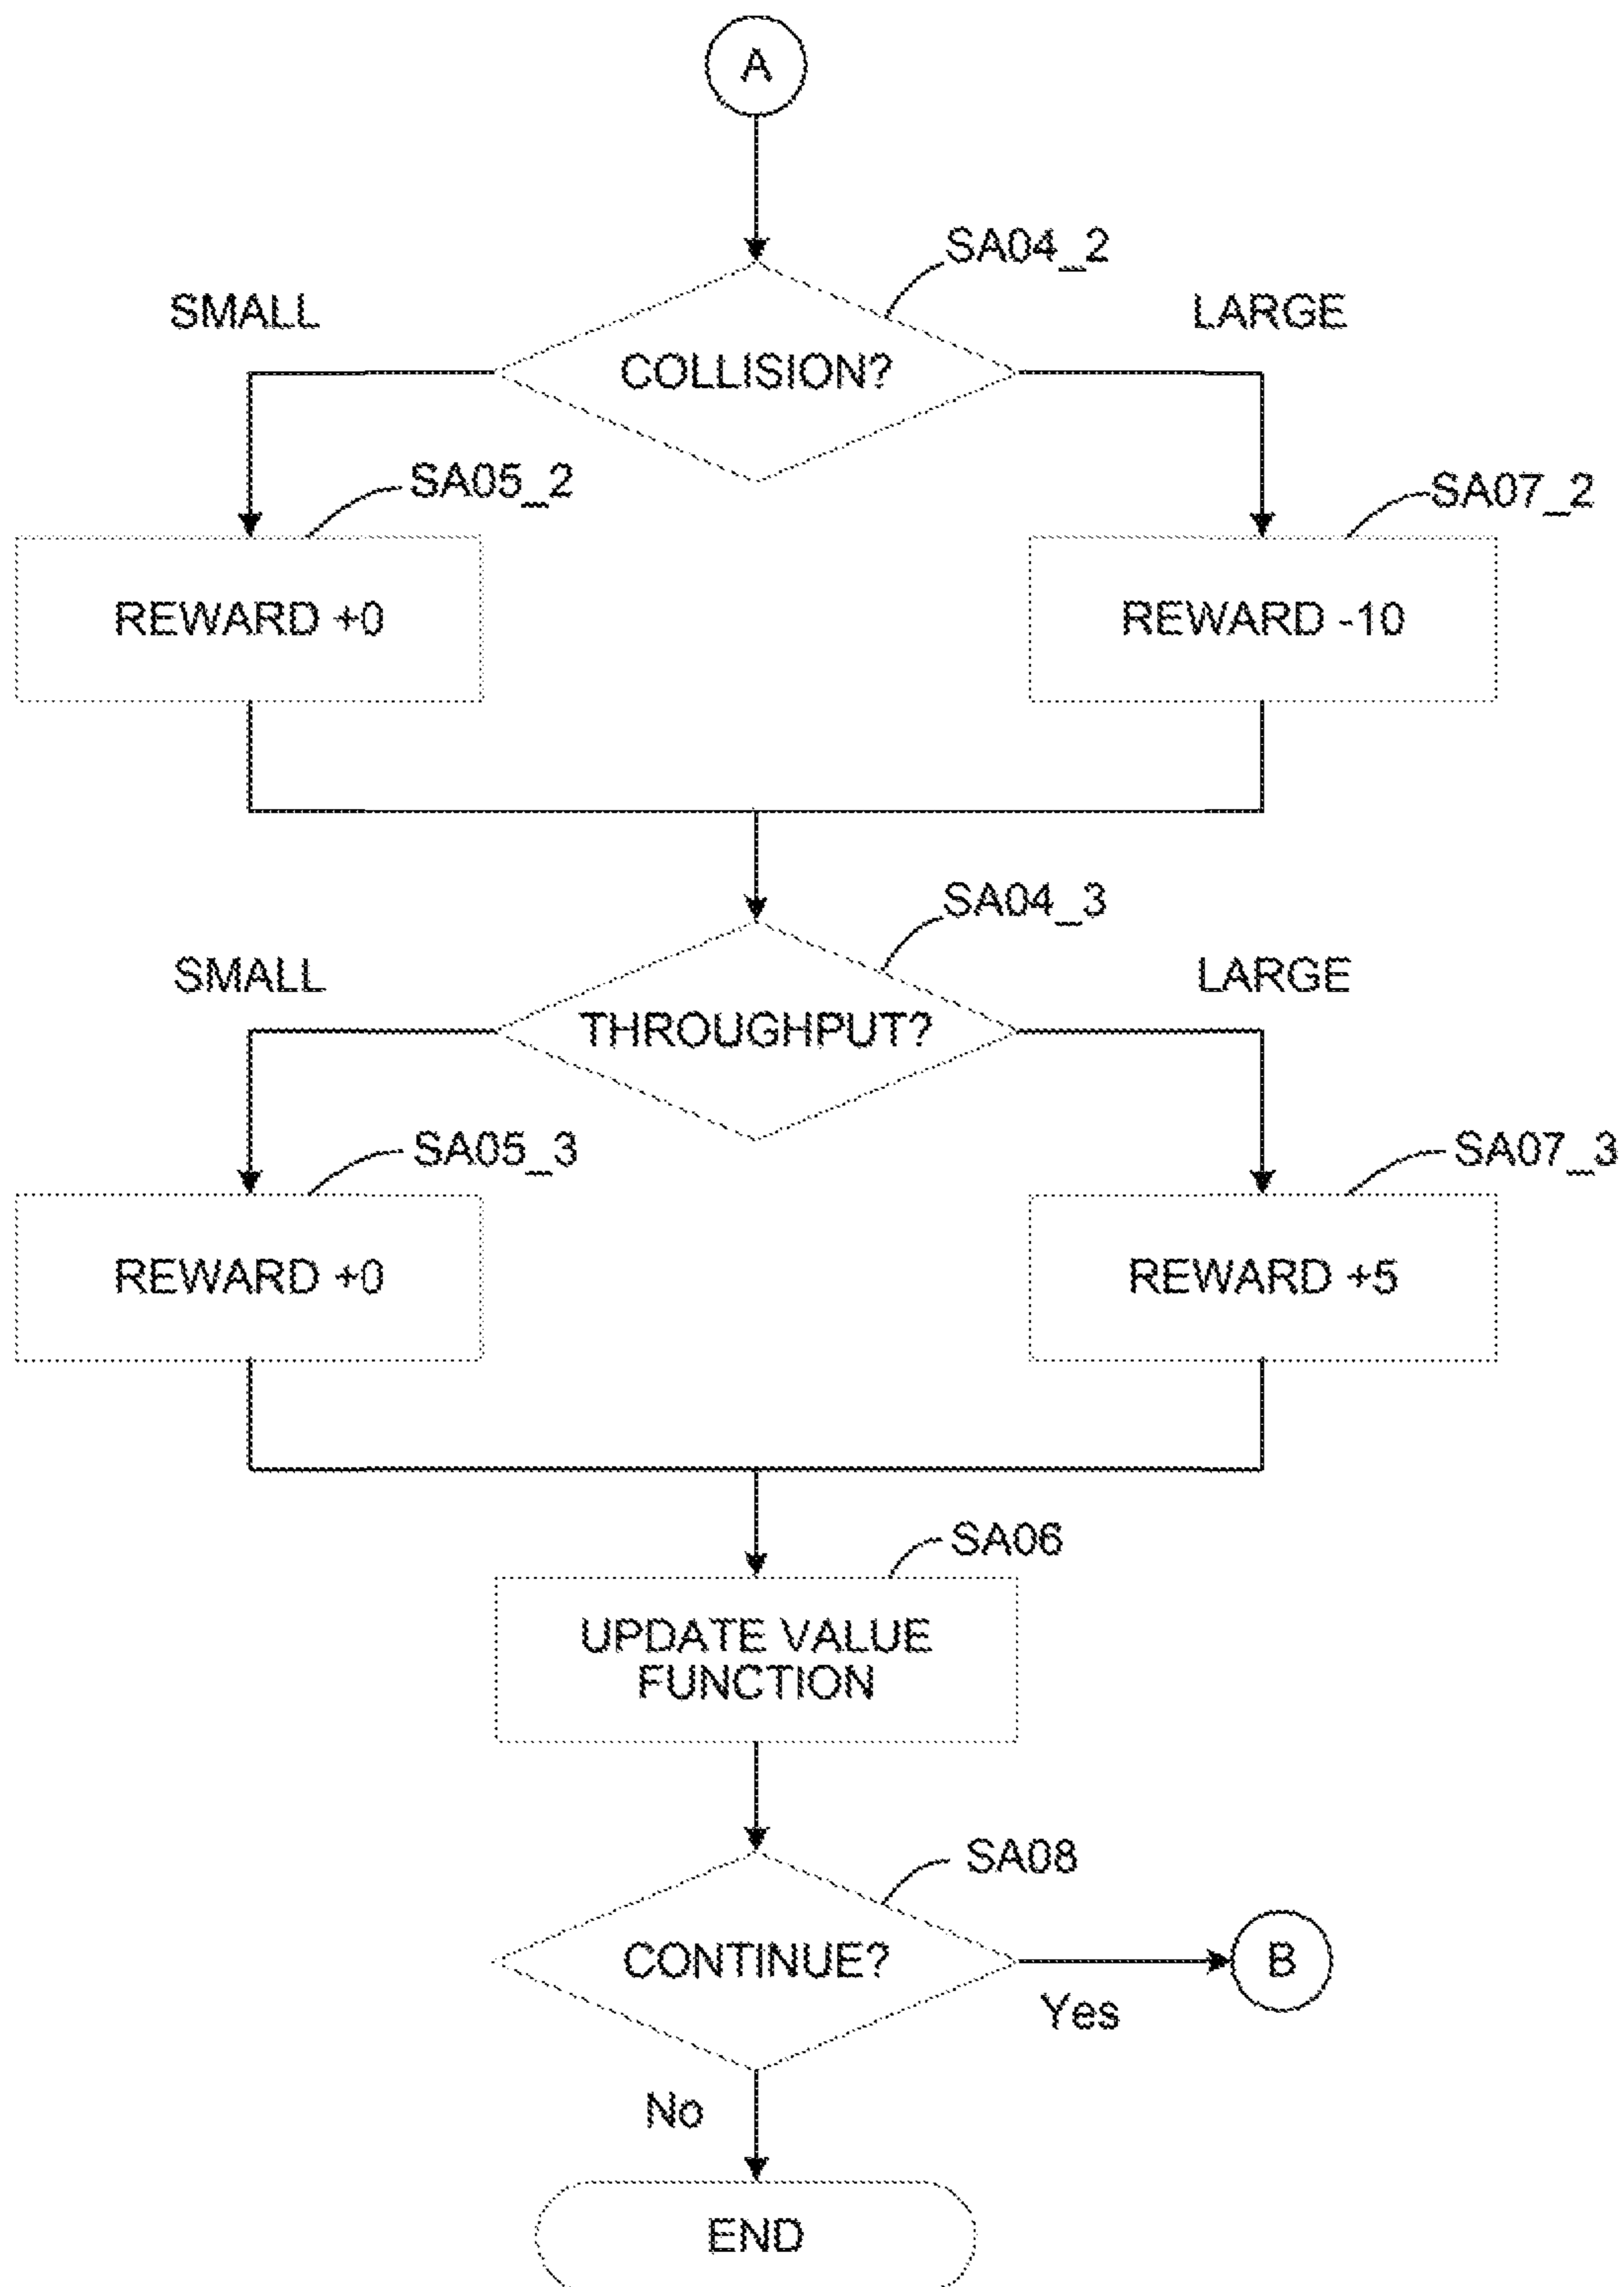 A
SA04_2
SMALL
LARGE
COLLISION?
SA05_2
SA07_2
REWARD +0
REWARD -10
SA04_3
SMALL
LARGE
THROUGHPUT?
SA05_3
SA07_3
REWARD +0
REWARD +5
SA06
UPDATE VALUE
FUNCTION
SA08
CONTINUE?
B
Yes
No
END